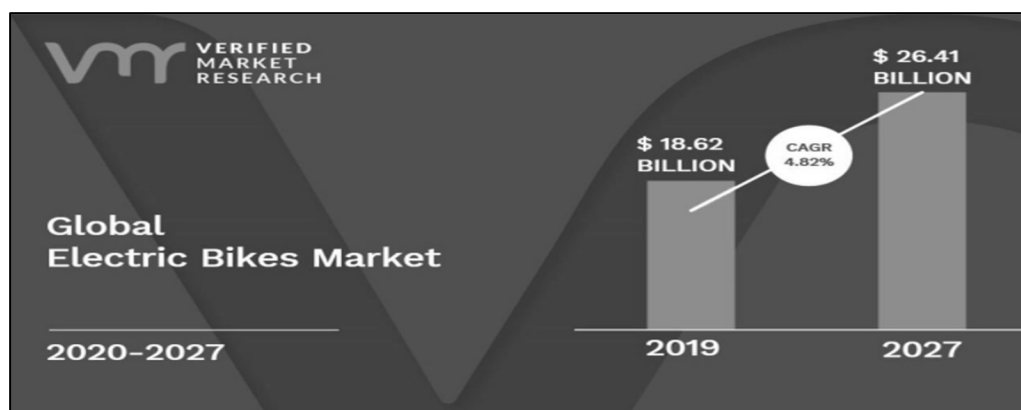 VERIFIED
MARKET
RESEARCH
Global
Electric Bikes Market
2020-2027
$ 18.62
BILLION
CAGR
4.82%
$ 26.41
BILLION
2019
2027